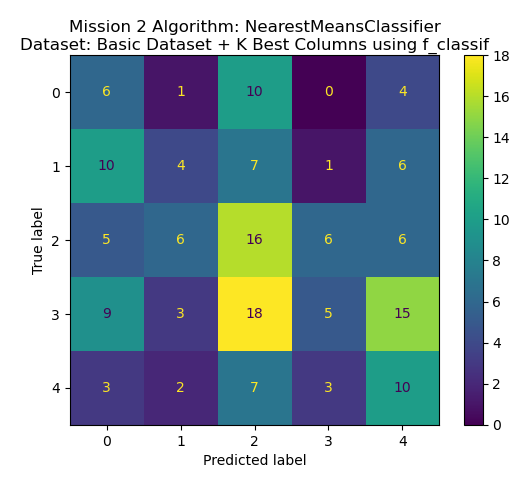 Mission 2 Algorithm: NearestMeansClassifier
Dataset: Basic Dataset + K Best Columns using f_classif
True label
0 6 1 10 0 4
1 10 4 7 1 6
2 5 6 16 6 6
3 9 3 18 5 15
4 3 2 7 3 10
0 1 2 3 4
Predicted label
18
16
14
12
10
8
6
4
2
0